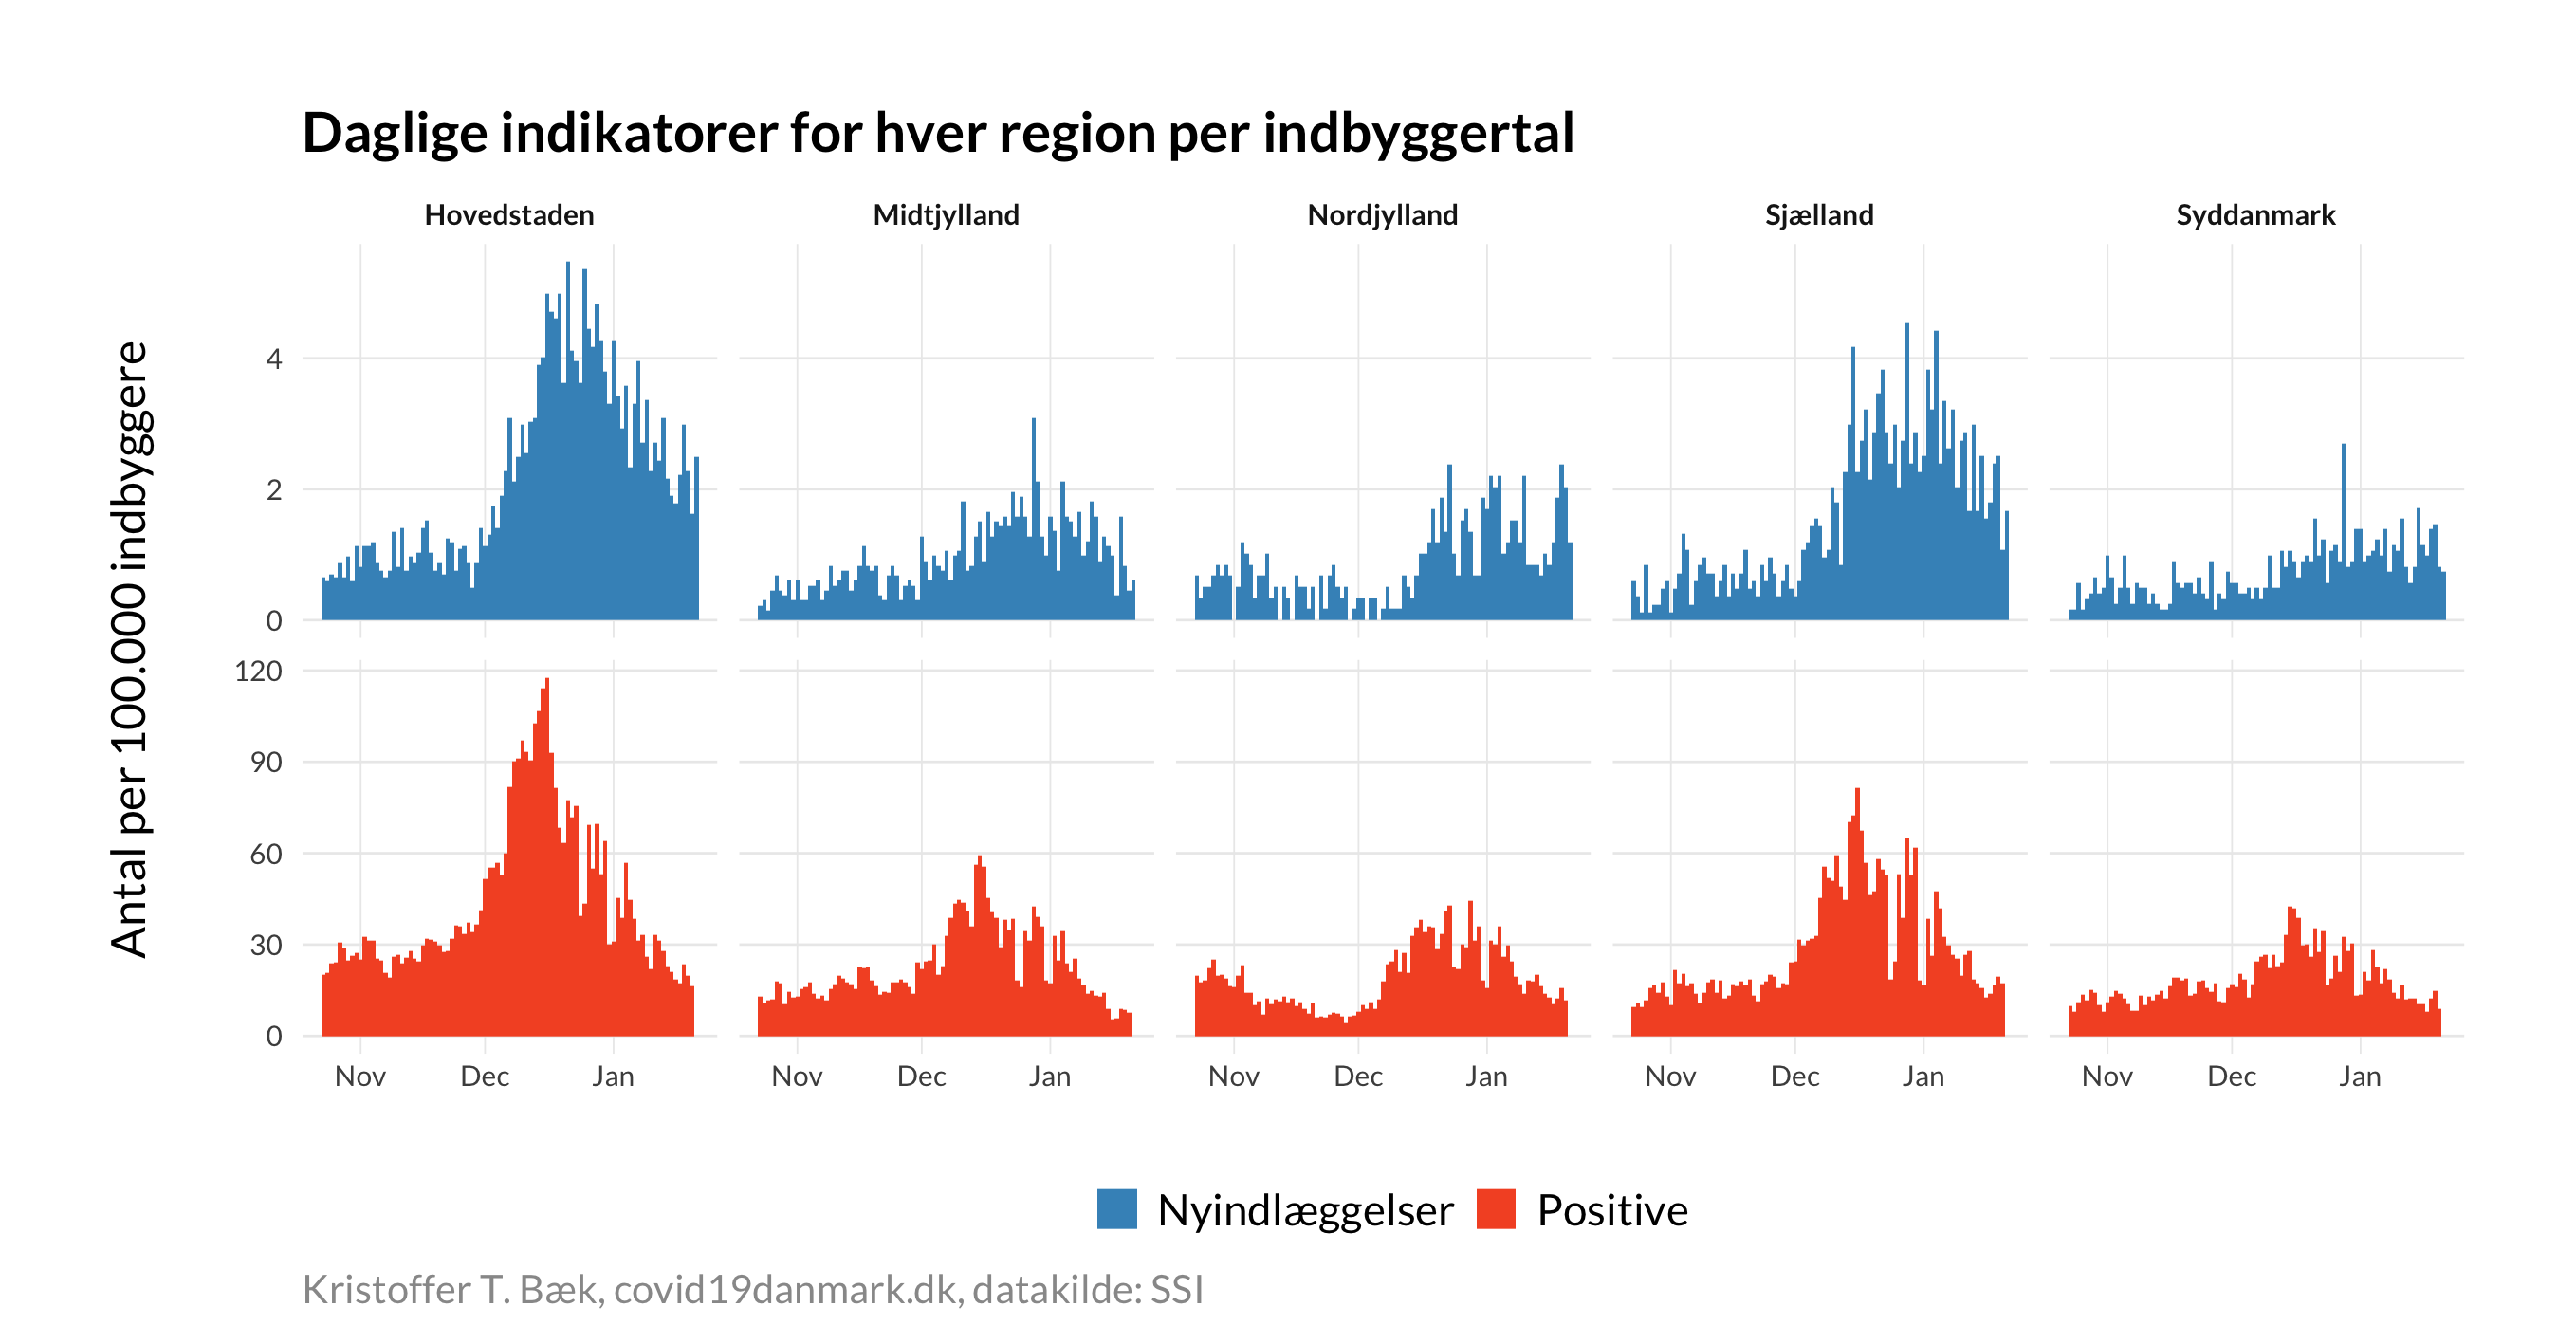 Daglige indikatorer for hver region per indbyggertal
Hovedstaden Midtjylland Nordjylland Sjælland Syddanmark
Antal per 100.000 indbyggere
4
2
0
120
90
60
30
0
Nov Dec Jan Nov Dec Jan Nov Dec Jan Nov Dec Jan Nov Dec Jan
Nyindlæggelser Positive
Kristoffer T. Bæk, covid19danmark.dk, datakilde: SSI